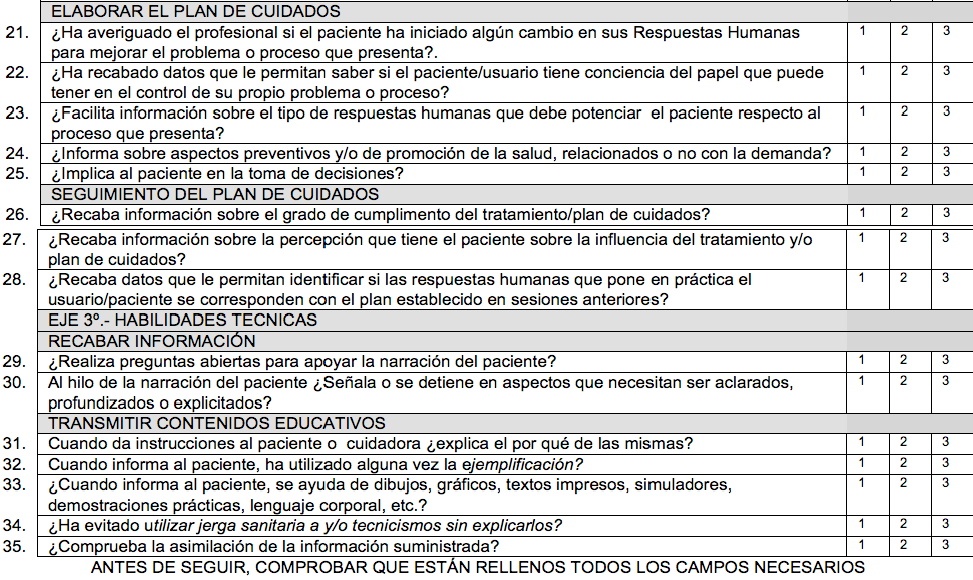 ELABORAR EL PLAN DE CUIDADOS
21. ¿Ha averiguado el profesional si el paciente ha iniciado algún cambio en sus Respuestas Humanas 1 2 3
para mejorar el problema o proceso que presenta?.
22. ¿Ha recabado datos que le permitan saber si el paciente/usuario tiene conciencia del papel que puede 1 2 3
tener en el control de su propio problema o proceso?
23. ¿Facilita información sobre el tipo de respuestas humanas que debe potenciar el paciente respecto al 1 2 3
proceso que presenta?
24. ¿Informa sobre aspectos preventivos y/o de promoción de la salud, relacionados o no con la demanda? 1 2 3
25. ¿Implica al paciente en la toma de decisiones? 1 2 3
SEGUIMIENTO DEL PLAN DE CUIDADOS
26. ¿Recaba información sobre el grado de cumplimento del tratamiento/plan de cuidados? 1 2 3
27. ¿Recaba información sobre la percepción que tiene el paciente sobre la influencia del tratamiento y/o 1 2 3
plan de cuidados?
28. ¿Recaba datos que le permitan identificar si las respuestas humanas que pone en práctica el 1 2 3
usuario/paciente se corresponden con el plan establecido en sesiones anteriores?
EJE 3º.- HABILIDADES TECNICAS
RECABAR INFORMACIÓN
29. ¿Realiza preguntas abiertas para apoyar la narración del paciente? 1 2 3
30. Al hilo de la narración del paciente ¿Señala o se detiene en aspectos que necesitan ser aclarados, 1 2 3
profundizados o explicitados?
TRANSMITIR CONTENIDOS EDUCATIVOS
31. Cuando da instrucciones al paciente o cuidadora ¿explica el por qué de las mismas? 1 2 3
32. Cuando informa al paciente, ha utilizado alguna vez la ejemplificación? 1 2 3
33. ¿Cuando informa al paciente, se ayuda de dibujos, gráficos, textos impresos, simuladores, 1 2 3
demostraciones prácticas, lenguaje corporal, etc.?
34. ¿Ha evitado utilizar jerga sanitaria a y/o tecnicismos sin explicarlos? 1 2 3
35. ¿Comprueba la asimilación de la información suministrada? 1 2 3
ANTES DE SEGUIR, COMPROBAR QUE ESTÁN RELLENOS TODOS LOS CAMPOS NECESARIOS